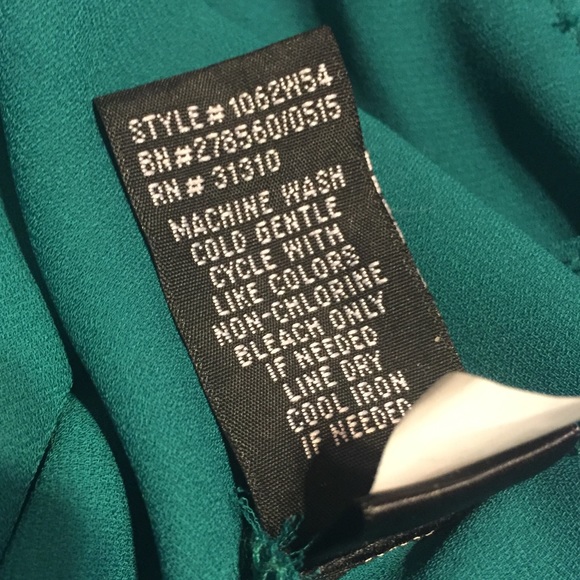 STYLE# 1062W54
BN#278560/0515
RN# 31310
MACHINE WASH
COLD GENTLE
CYCLE WITH
LIKE COLORS
NON-CHLORINE
BLEACH ONLY
IF NEEDED
LINE DRY
COOL IRON
IF NEEDED